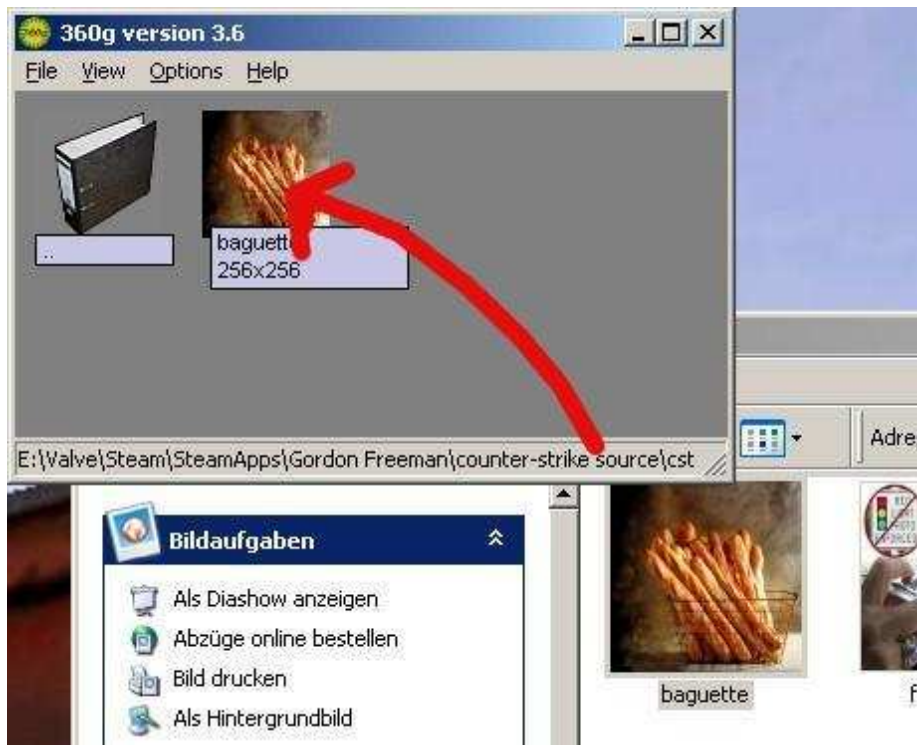 360g version 3.6
File View Options Help
..
baguette
256x256
E:\Valve\Steam\SteamApps\Gordon Freeman\counter-strike source\cst
Adre
Bildaufgaben
Als Diashow anzeigen
Abzüge online bestellen
Bild drucken
Als Hintergrundbild
baguette
f